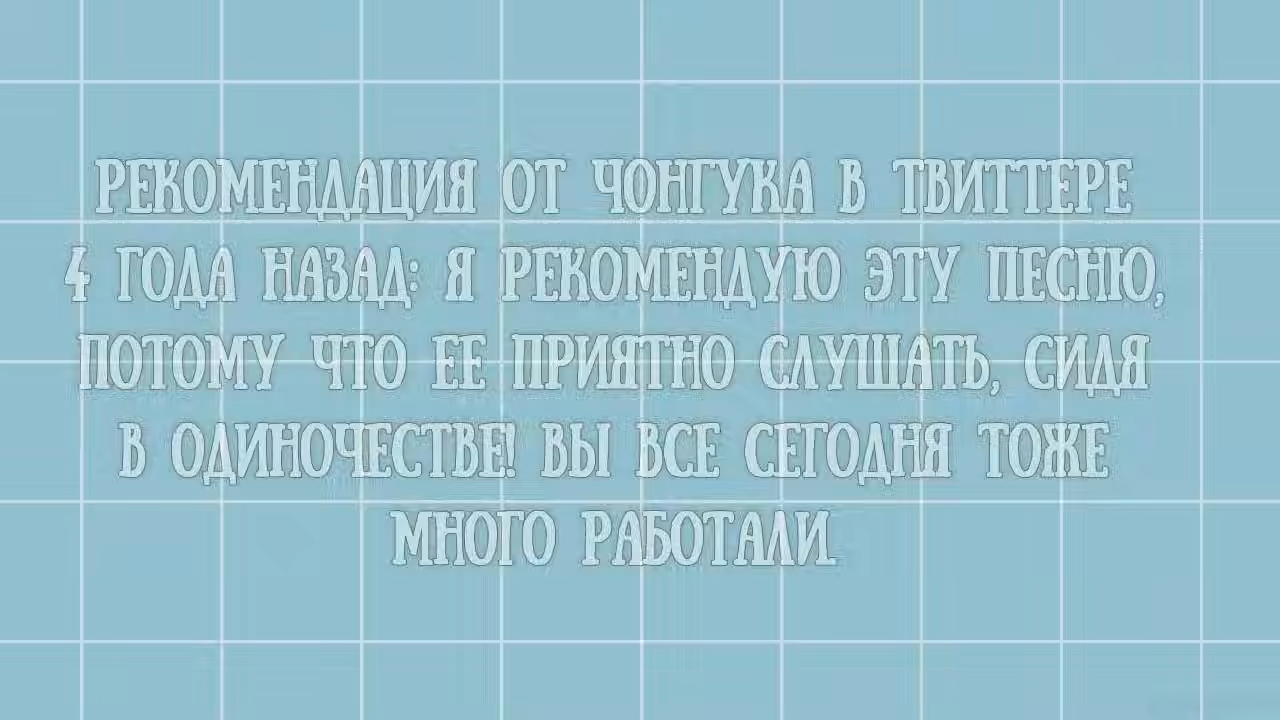 РЕКОМЕНДАЦИЯ ОТ ЧОНГУКА В ТВИТТЕРЕ
4 ГОДА НАЗАД: Я РЕКОМЕНДУЮ ЭТУ ПЕСНЮ,
ПОТОМУ ЧТО ЕЕ ПРИЯТНО СЛУШАТЬ, СИДЯ
В ОДИНОЧЕСТВЕ! ВЫ ВСЕ СЕГОДНЯ ТОЖЕ
МНОГО РАБОТАЛИ.